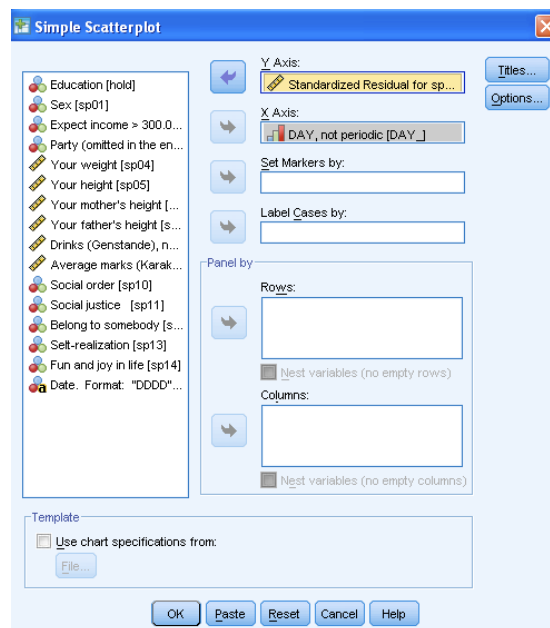 Simple Scatterplot
Education [hold]
Sex [sp01]
Expect income > 300.0...
Party (omitted in the en...
Your weight [sp04]
Your height [sp05]
Your mother's height [...
Your father's height [s...
Drinks (Genstande), n...
Average marks (Karak...
Social order [sp10]
Social justice [sp11]
Belong to somebody [s...
Selt-realization [sp13]
Fun and joy in life [sp14]
Date. Format: "DDDD"...
Y Axis:
Standardized Residual for sp...
X Axis:
DAY, not periodic [DAY_]
Set Markers by:
Label Cases by:
Titles...
Options...
Panel by
Rows:
Nest variables (no empty rows)
Columns:
Nest variables (no empty columns)
Template
Use chart specifications from:
File...
OK Paste Reset Cancel Help